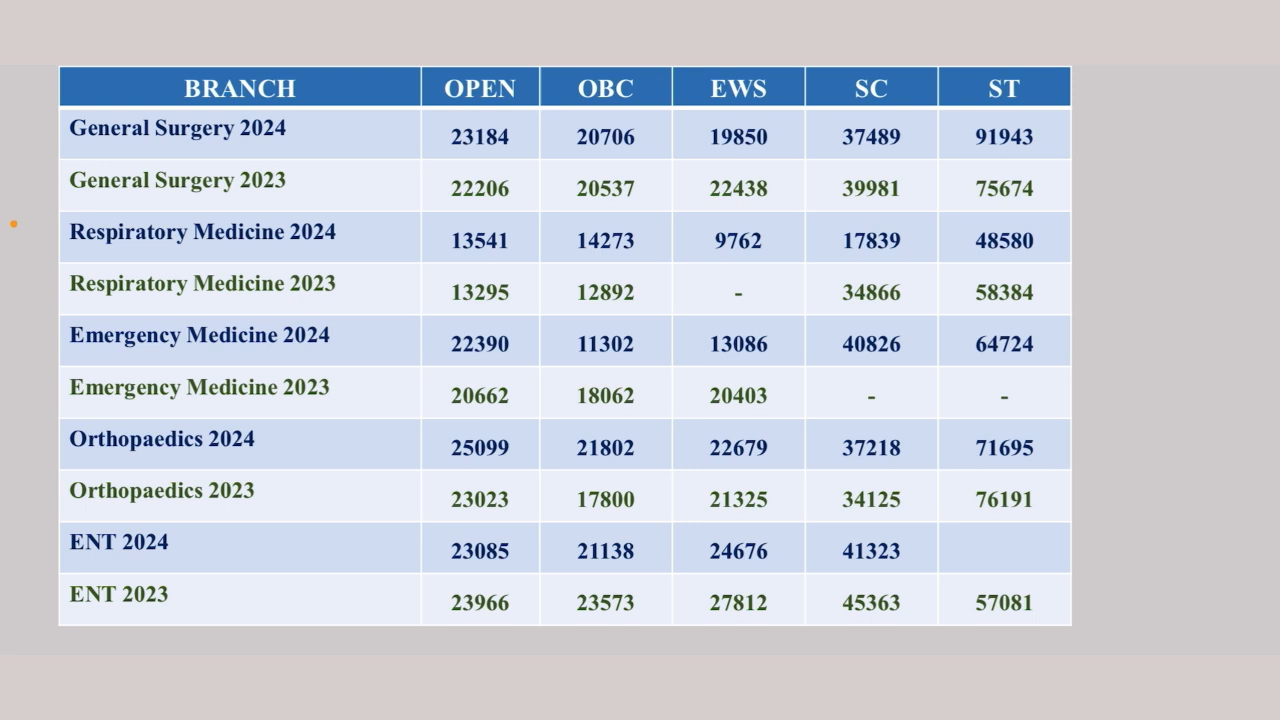 BRANCH OPEN OBC EWS SC ST
General Surgery 2024 23184 20706 19850 37489 91943
General Surgery 2023 22206 20537 22438 39981 75674
Respiratory Medicine 2024 13541 14273 9762 17839 48580
Respiratory Medicine 2023 13295 12892 - 34866 58384
Emergency Medicine 2024 22390 11302 13086 40826 64724
Emergency Medicine 2023 20662 18062 20403 - -
Orthopaedics 2024 25099 21802 22679 37218 71695
Orthopaedics 2023 23023 17800 21325 34125 76191
ENT 2024 23085 21138 24676 41323
ENT 2023 23966 23573 27812 45363 57081